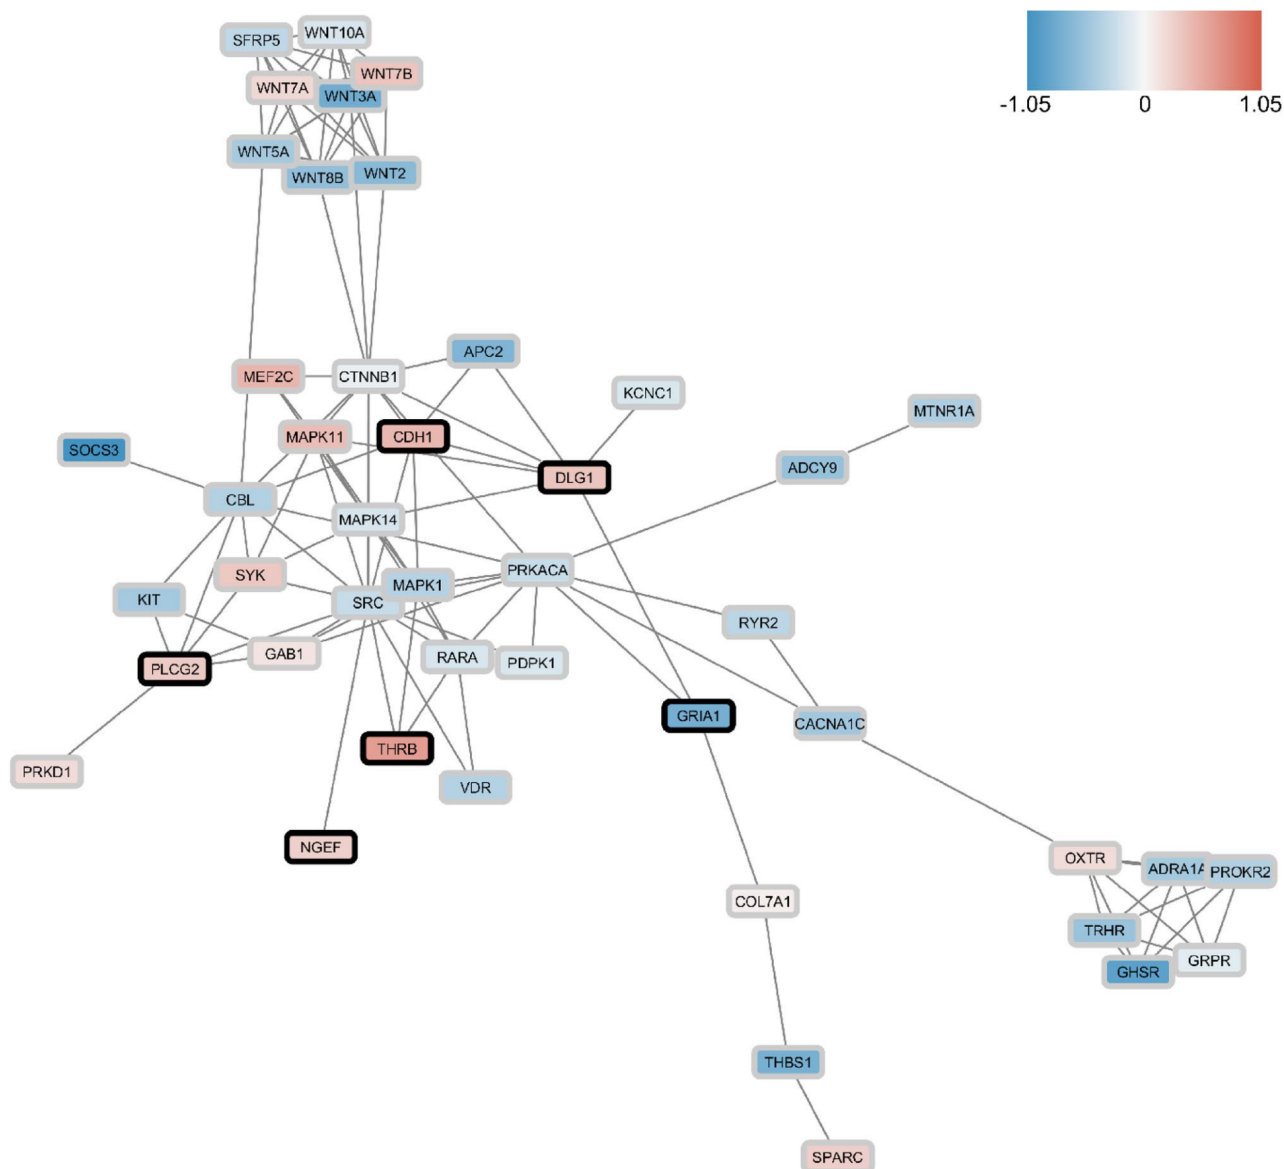 WNT10A
SFRP5
WNT7B
WNT7A
WNT3A
WNT5A
WNT8B
WNT2
-1.05 0 1.05
APC2
MEF2C
CTNNB1
KCNC1
MTNR1A
MAPK11
CDH1
SOCS3
ADCY9
DLG1
CBL
MAPK14
PRKACA
SYK
MAPK1
KIT
SRC
RYR2
GAB1
RARA
PDPK1
PLCG2
GRIA1
CACNA1C
THRB
PRKD1
VDR
NGEF
OXTR
ADRA1A
PROKR2
COL7A1
TRHR
GRPR
GHSR
THBS1
SPARC